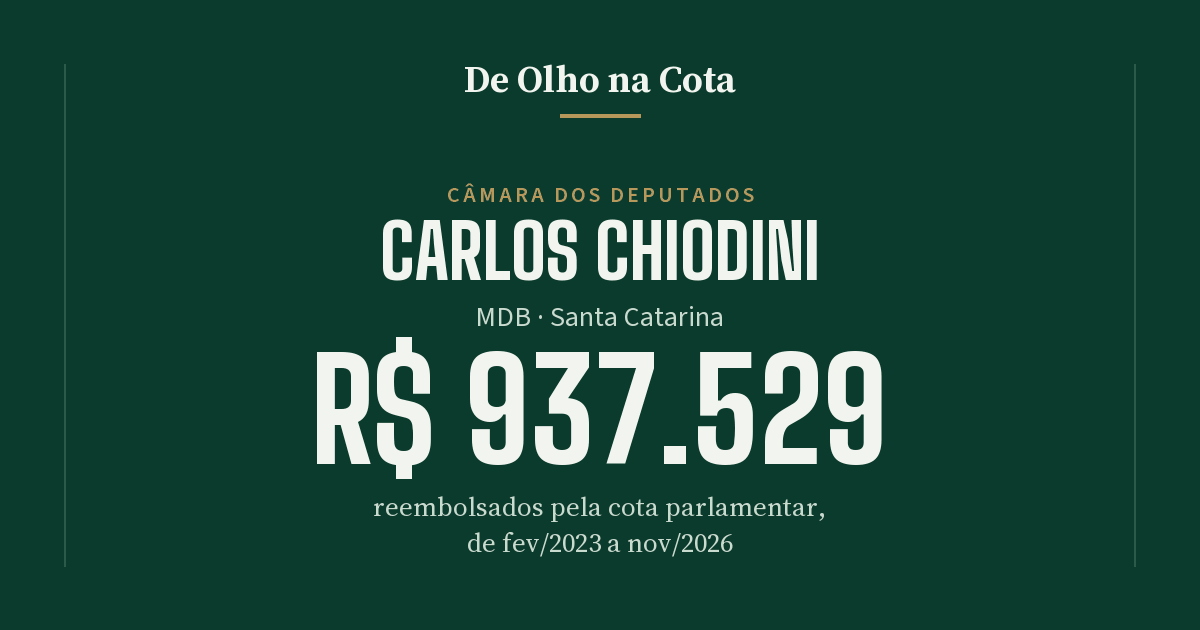 De Olho na Cota
CÂMARA DOS DEPUTADOS
CARLOS CHIODINI
MDB · Santa Catarina
R$ 937.529
reembolsados pela cota parlamentar,
de fev/2023 a nov/2026